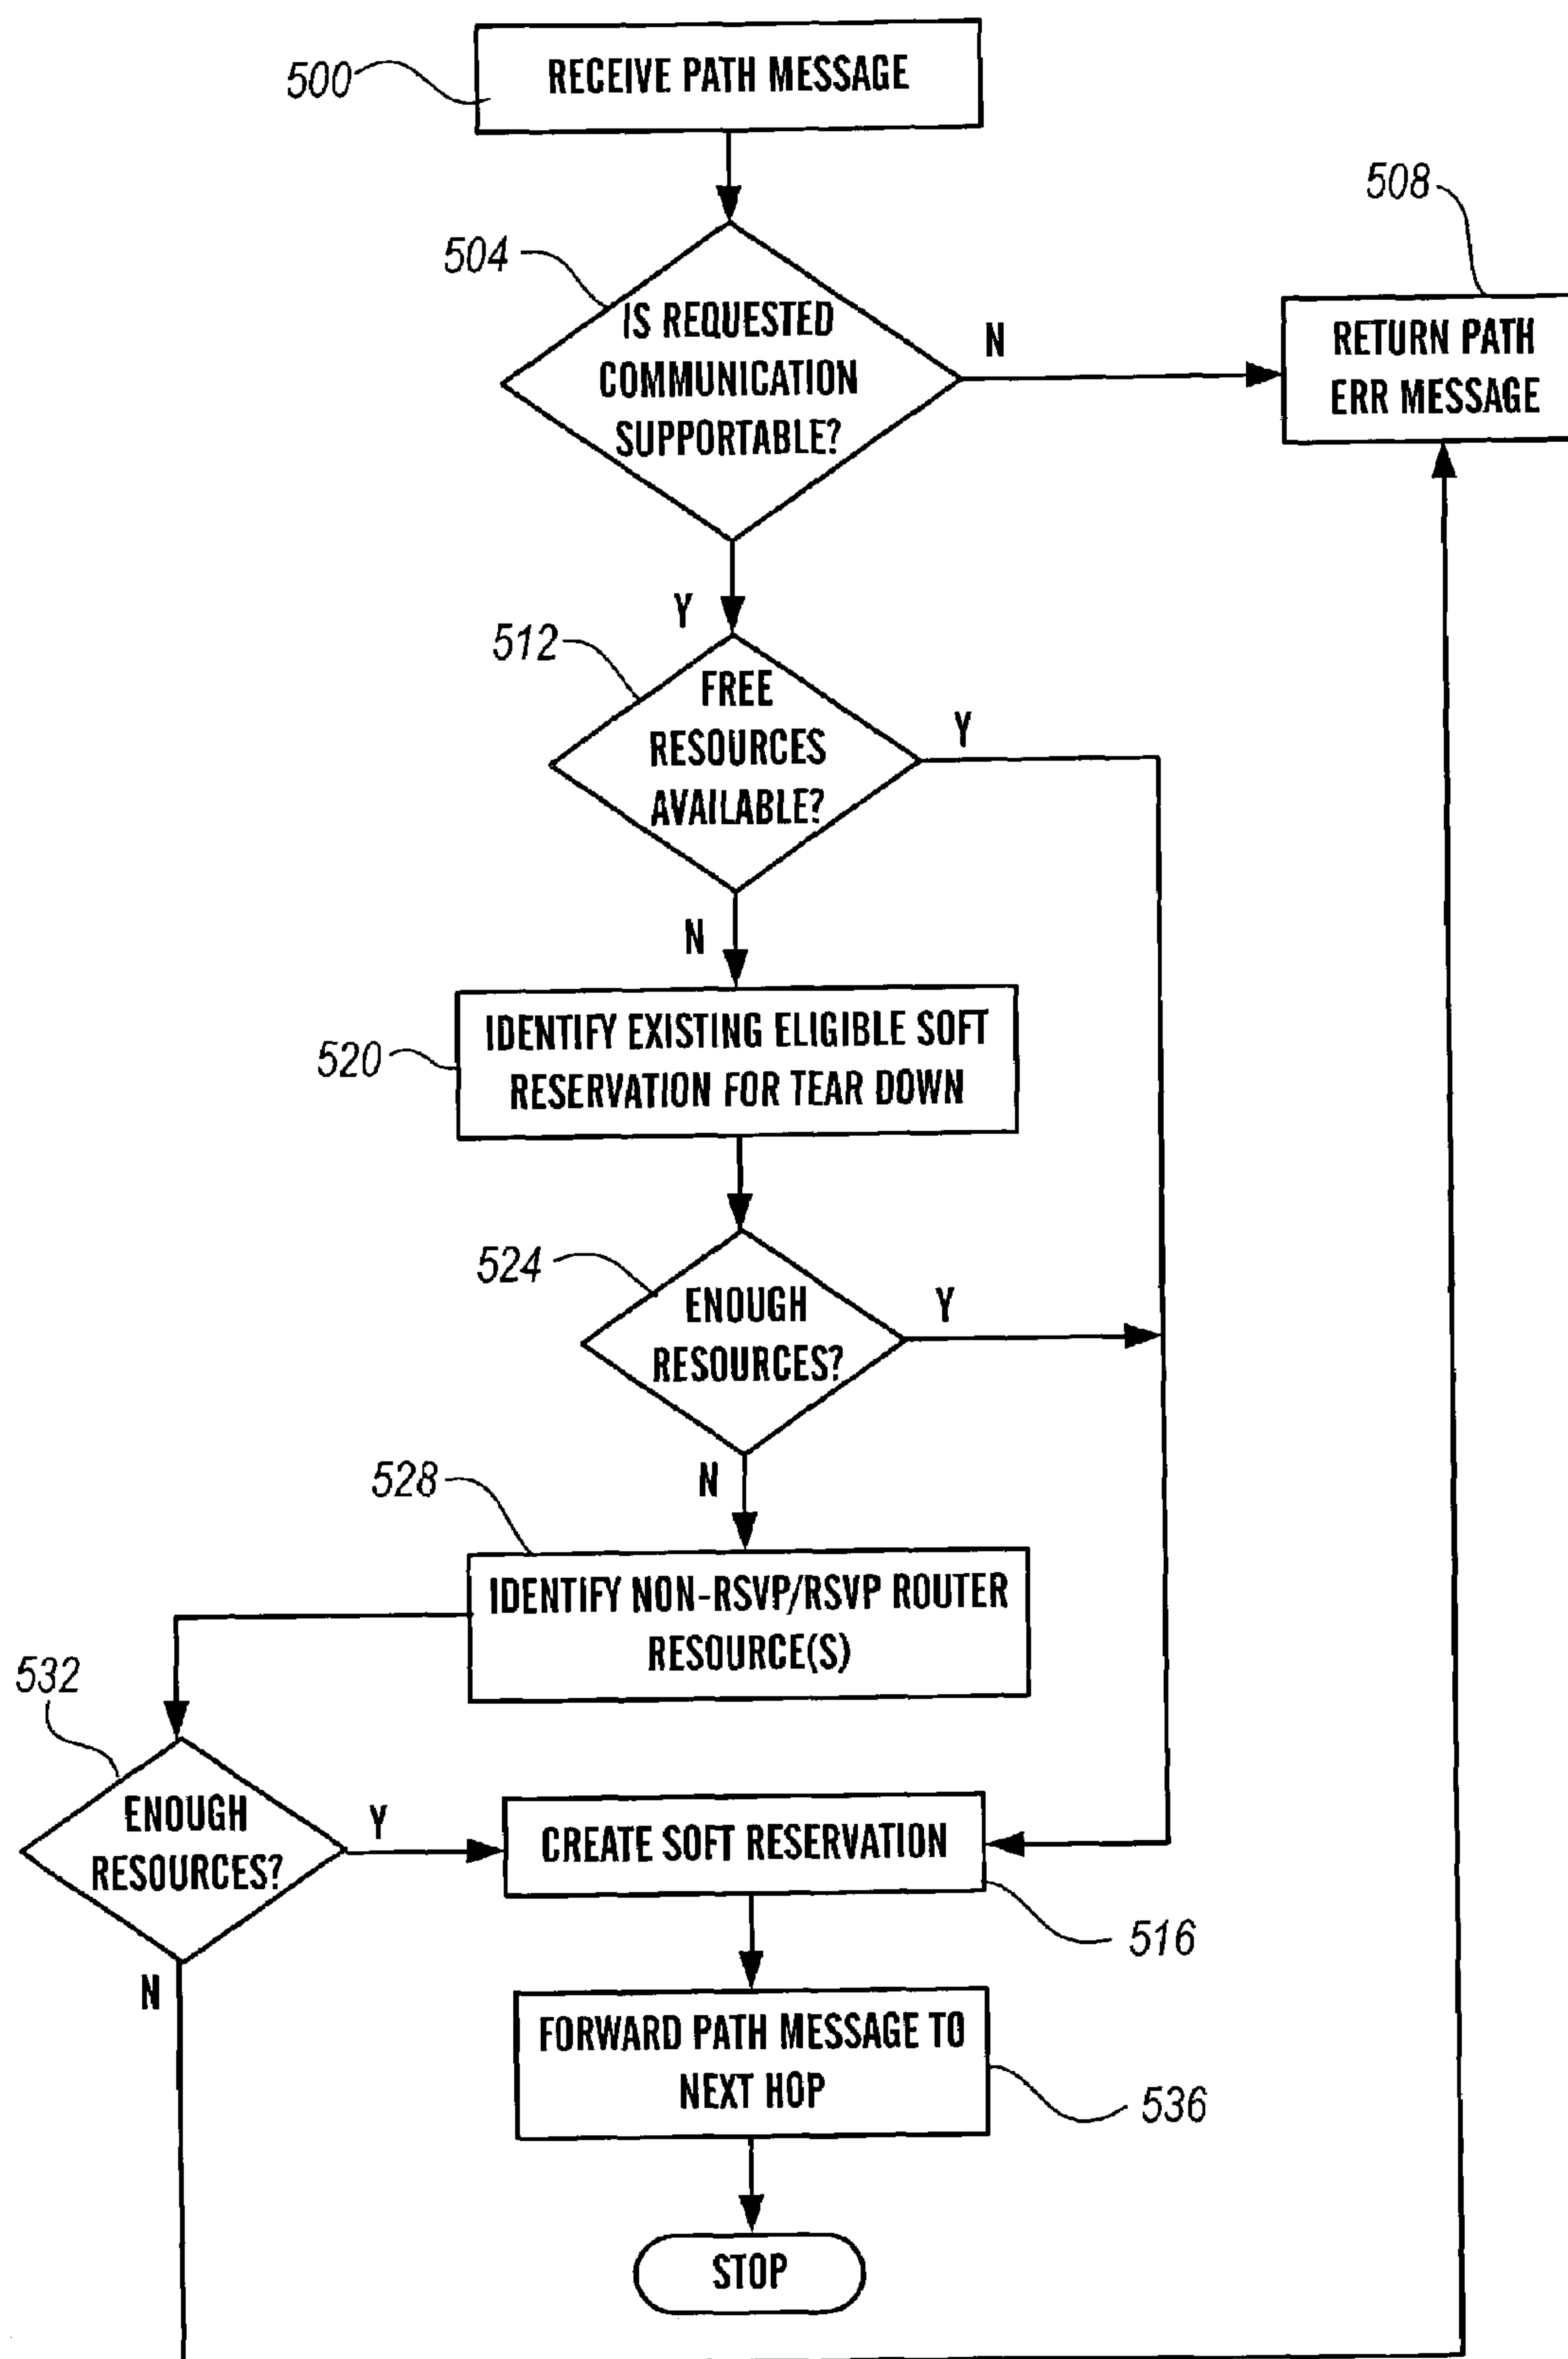 500
RECEIVE PATH MESSAGE
508
504
IS REQUESTED
COMMUNICATION
SUPPORTABLE?
N
RETURN PATH
ERR MESSAGE
Y
512
FREE
RESOURCES
AVAILABLE?
Y
N
520
IDENTIFY EXISTING ELIGIBLE SOFT
RESERVATION FOR TEAR DOWN
524
ENOUGH
RESOURCES?
Y
N
528
IDENTIFY NON-RSVP/RSVP ROUTER
RESOURCE(S)
532
ENOUGH
RESOURCES?
Y
CREATE SOFT RESERVATION
516
N
FORWARD PATH MESSAGE TO
NEXT HOP
536
STOP